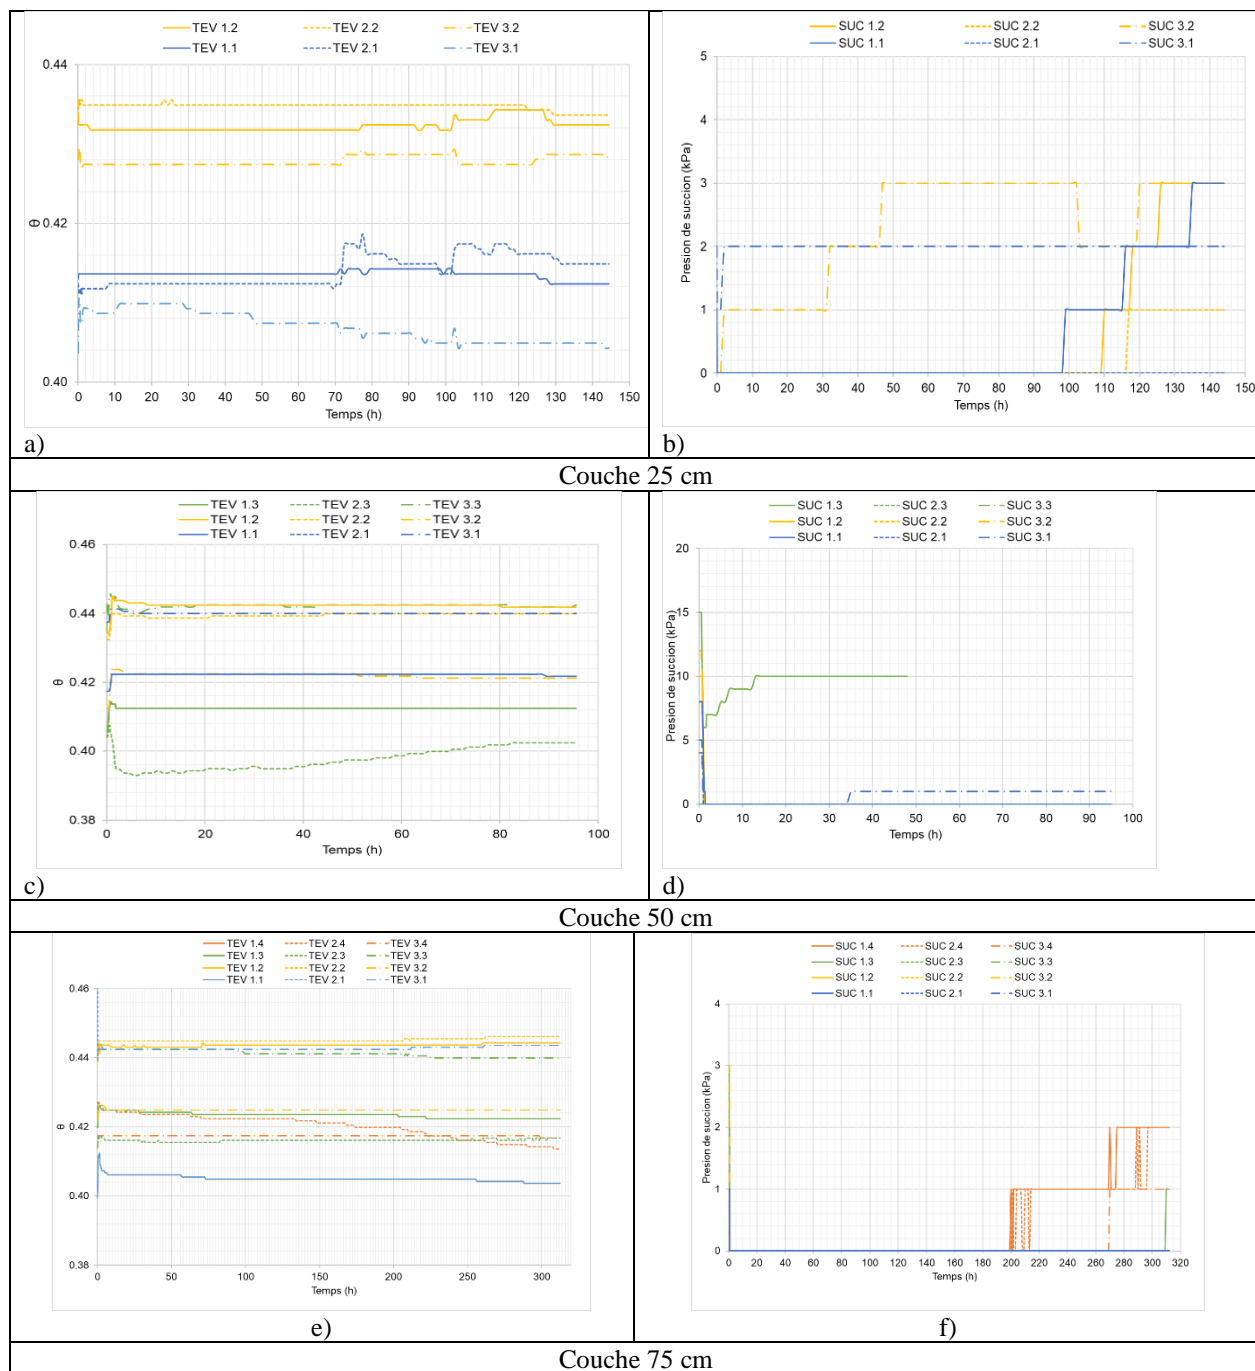 TEV 1.2 TEV 2.2 TEV 3.2
TEV 1.1 TEV 2.1 TEV 3.1
0.44
0.42
0.40
θ
0 10 20 30 40 50 60 70 80 90 100 110 120 130 140 150
Temps (h)
a)
SUC 1.2 SUC 2.2 SUC 3.2
SUC 1.1 SUC 2.1 SUC 3.1
5
4
3
2
1
0
Presion de succion (kPa)
0 10 20 30 40 50 60 70 80 90 100 110 120 130 140 150
Temps (h)
b)
Couche 25 cm
TEV 1.3 TEV 2.3 TEV 3.3
TEV 1.2 TEV 2.2 TEV 3.2
TEV 1.1 TEV 2.1 TEV 3.1
0.46
0.44
0.42
0.40
0.38
θ
0 20 40 60 80 100
Temps (h)
c)
SUC 1.3 SUC 2.3 SUC 3.3
SUC 1.2 SUC 2.2 SUC 3.2
SUC 1.1 SUC 2.1 SUC 3.1
20
15
10
5
0
Presion de succion (kPa)
0 10 20 30 40 50 60 70 80 90 100
Temps (h)
d)
Couche 50 cm
TEV 1.4 TEV 2.4 TEV 3.4
TEV 1.3 TEV 2.3 TEV 3.3
TEV 1.2 TEV 2.2 TEV 3.2
TEV 1.1 TEV 2.1 TEV 3.1
0.46
0.44
0.42
0.40
0.38
θ
0 50 100 150 200 250 300
Temps (h)
e)
SUC 1.4 SUC 2.4 SUC 3.4
SUC 1.3 SUC 2.3 SUC 3.3
SUC 1.2 SUC 2.2 SUC 3.2
SUC 1.1 SUC 2.1 SUC 3.1
4
3
2
1
0
Presion de succion (kPa)
0 20 40 60 80 100 120 140 160 180 200 220 240 260 280 300 320
Temps (h)
f)
Couche 75 cm